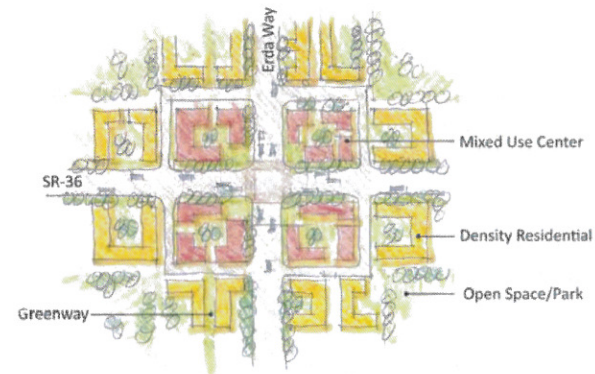 Erda Way
Mixed Use Center
SR-36
Density Residential
Open Space/Park
Greenway